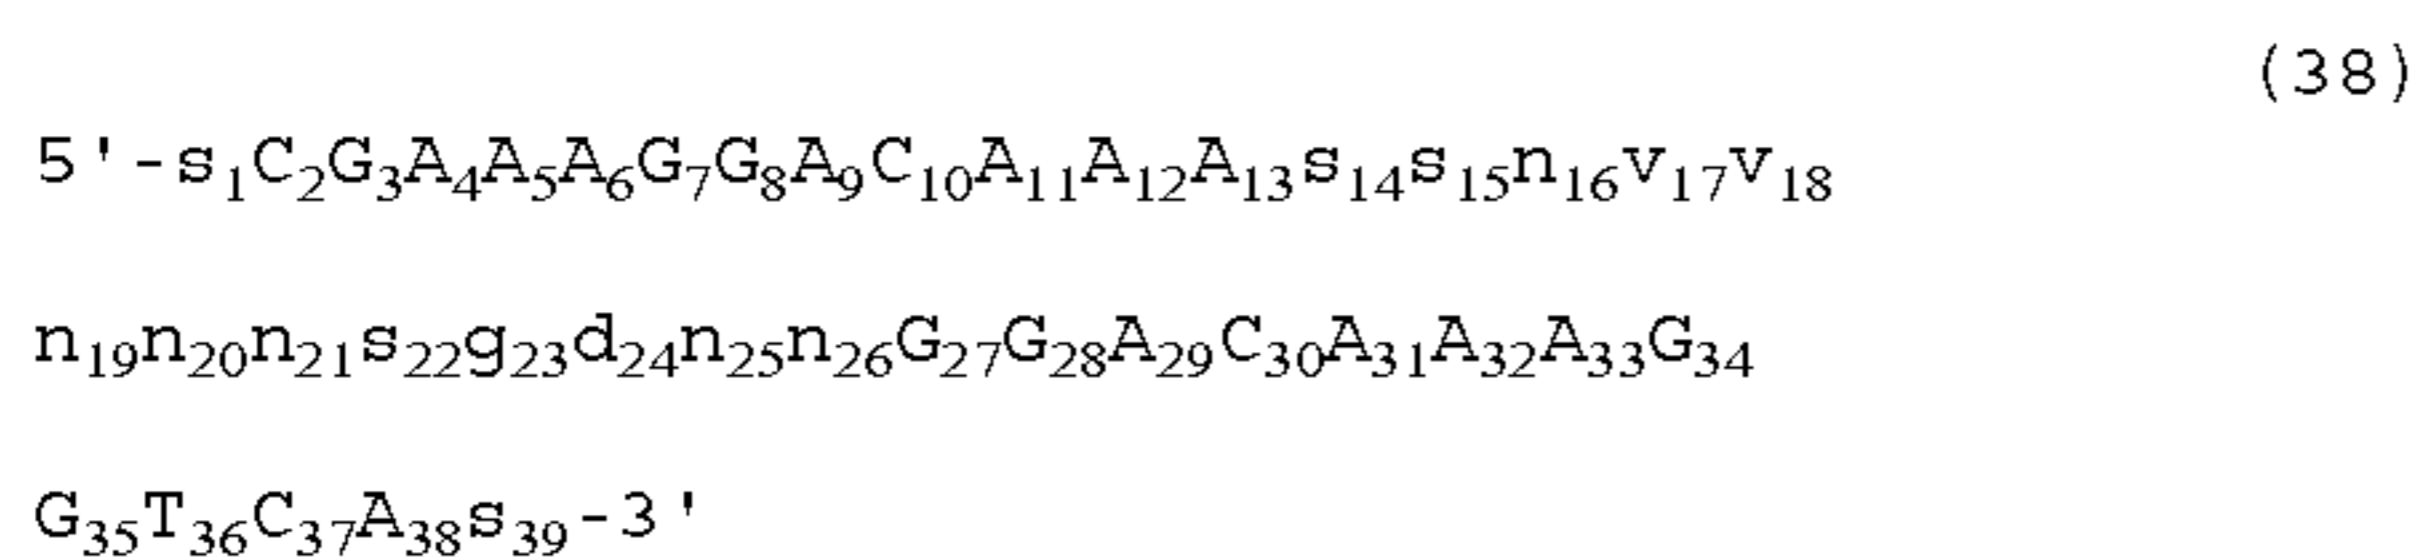 (38)
5'-s₁C₂G₃A₄A₅A₆G₇G₈A₉C₁₀A₁₁A₁₂A₁₃s₁₄s₁₅n₁₆v₁₇v₁₈
n₁₉n₂₀n₂₁s₂₂g₂₃d₂₄n₂₅n₂₆G₂₇G₂₈A₂₉C₃₀A₃₁A₃₂A₃₃G₃₄
G₃₅T₃₆C₃₇A₃₈s₃₉-3'